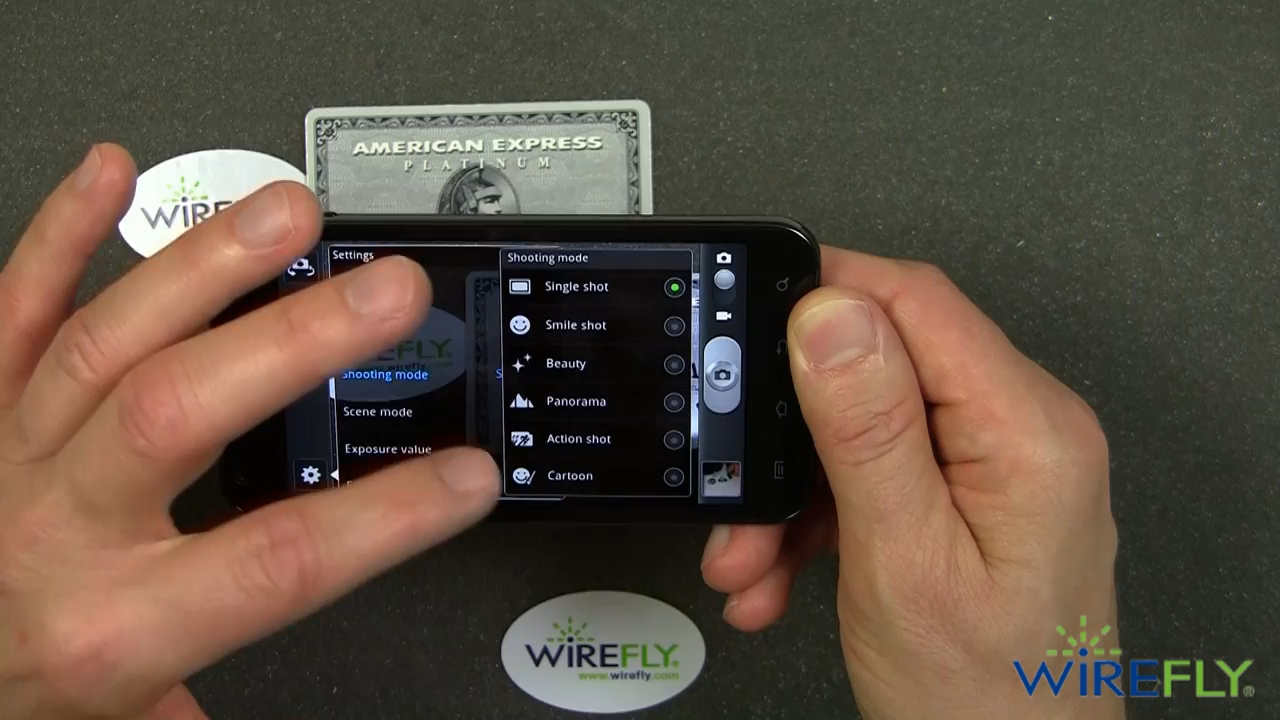 AMERICAN EXPRESS
PLATINUM
WIREF
Settings
Shooting mode
Scene mode
Exposure value
Shooting mode
Single shot
Smile shot
Beauty
Panorama
Action shot
Cartoon
WIREFLY®
www.wirefly.com
WIREFLY®